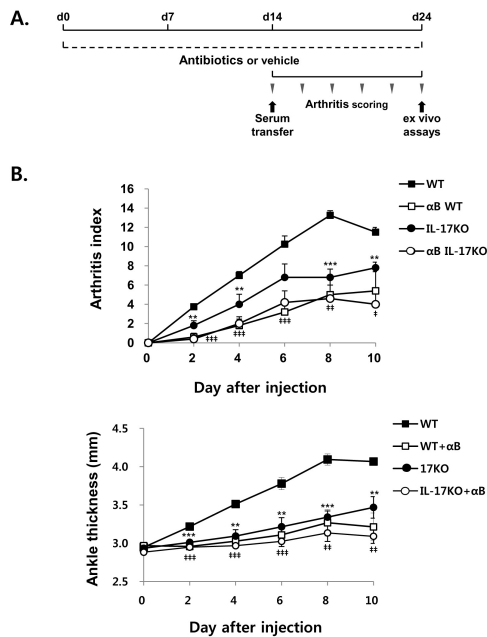 A.
d0 d7 d14 d24
Antibiotics or vehicle
Arthritis scoring
Serum transfer
ex vivo assays
B.
Arthritis index
16
14
12
10
8
6
4
2
0
0 2 4 6 8 10
Day after injection
** ** *** **
‡‡‡ ‡‡‡ ‡‡‡ ‡‡ ‡
WT
αB WT
IL-17KO
αB IL-17KO
Ankle thickness (mm)
4.5
4.0
3.5
3.0
2.5
0 2 4 6 8 10
Day after injection
*** ** ** *** **
‡‡‡ ‡‡‡ ‡‡‡ ‡‡ ‡‡
WT
WT+αB
17KO
IL-17KO+αB